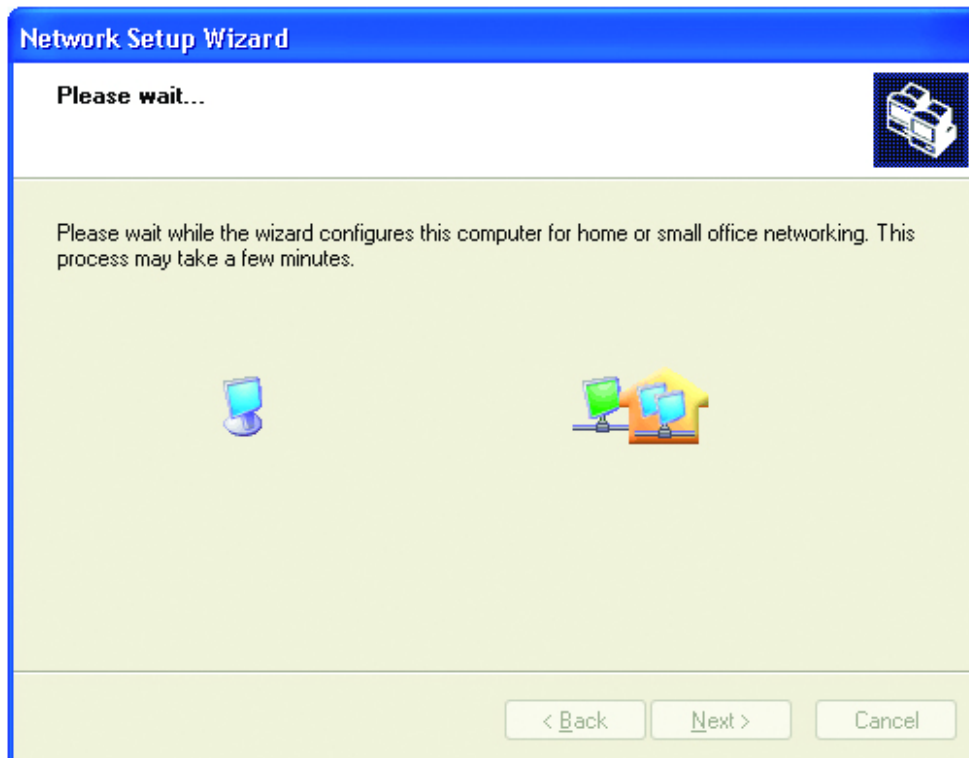 Network Setup Wizard
Please wait...
Please wait while the wizard configures this computer for home or small office networking. This
process may take a few minutes.
< Back
Next >
Cancel